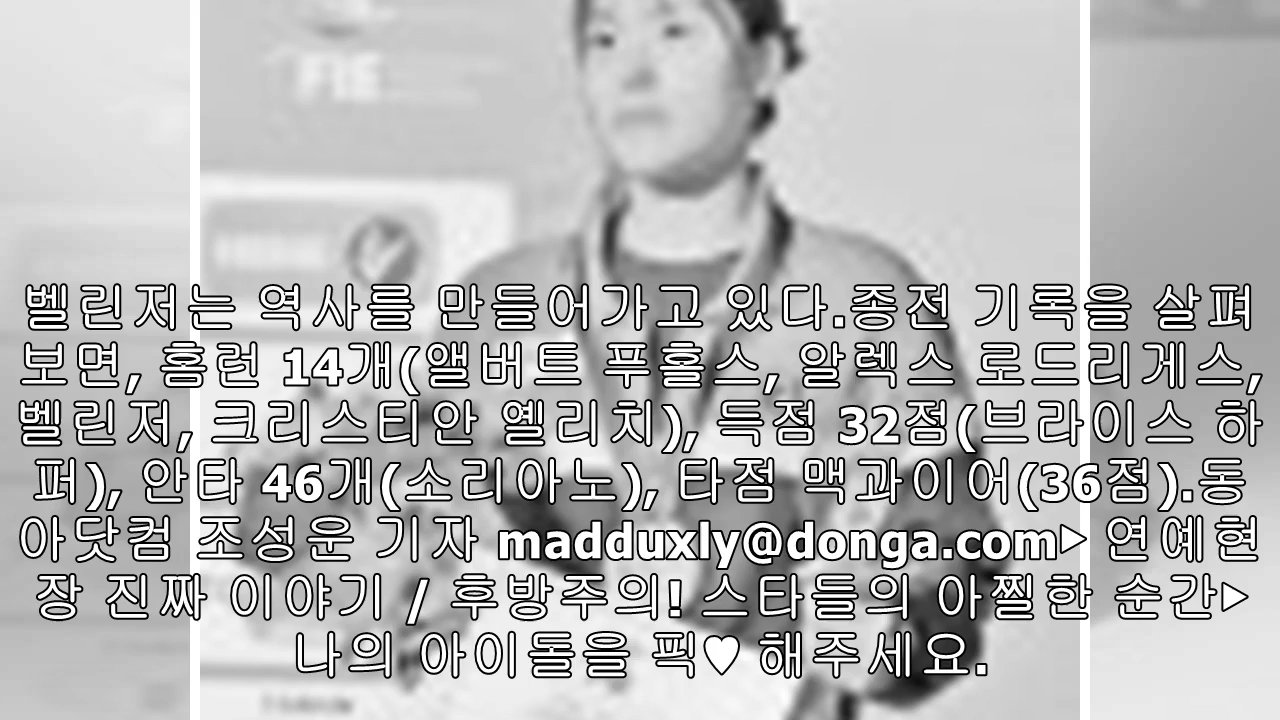 FIE
벨린저는 역사를 만들어가고 있다.종전 기록을 살펴
보면, 홈런 14개(앨버트 푸홀스, 알렉스 로드리게스,
벨린저, 크리스티안 옐리치), 득점 32점(브라이스 하
퍼), 안타 46개(소리아노), 타점 맥과이어(36점).동
아닷컴 조성운 기자 madduxly@donga.com▶ 연예현
장 진짜 이야기 / 후방주의! 스타들의 아찔한 순간▶
나의 아이돌을 픽♥ 해주세요.